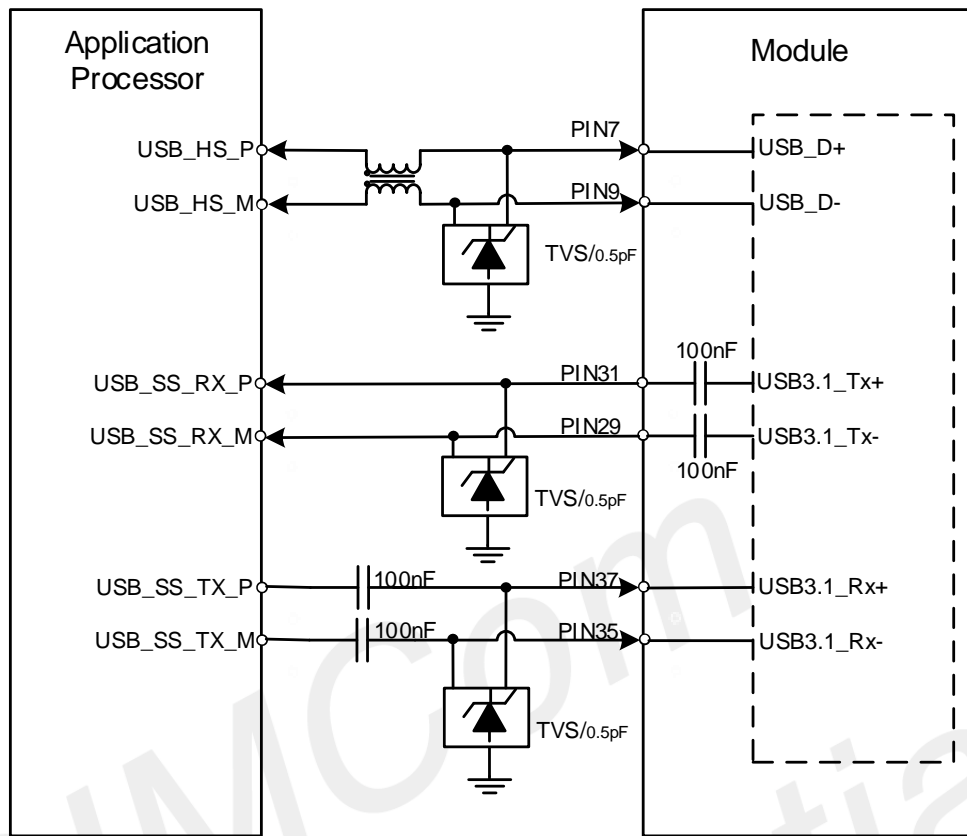 Application
Processor
Module
USB_HS_P
PIN7
USB_D+
USB_HS_M
PIN9
USB_D-
TVS/0.5pF
100nF
USB_SS_RX_P
PIN31
USB3.1_Tx+
USB_SS_RX_M
PIN29
USB3.1_Tx-
100nF
TVS/0.5pF
USB_SS_TX_P
100nF
PIN37
USB3.1_Rx+
USB_SS_TX_M
100nF
PIN35
USB3.1_Rx-
TVS/0.5pF